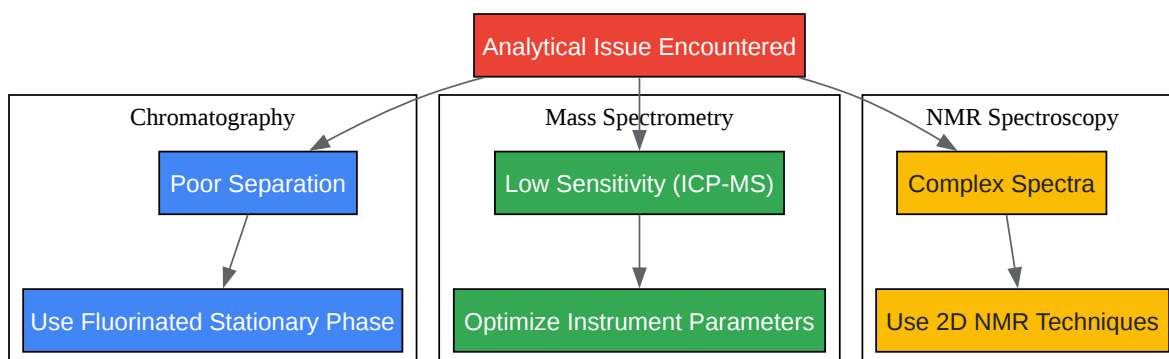 Analytical Issue Encountered
Chromatography
Mass Spectrometry
NMR Spectroscopy
Poor Separation
Low Sensitivity (ICP-MS)
Complex Spectra
Use Fluorinated Stationary Phase
Optimize Instrument Parameters
Use 2D NMR Techniques